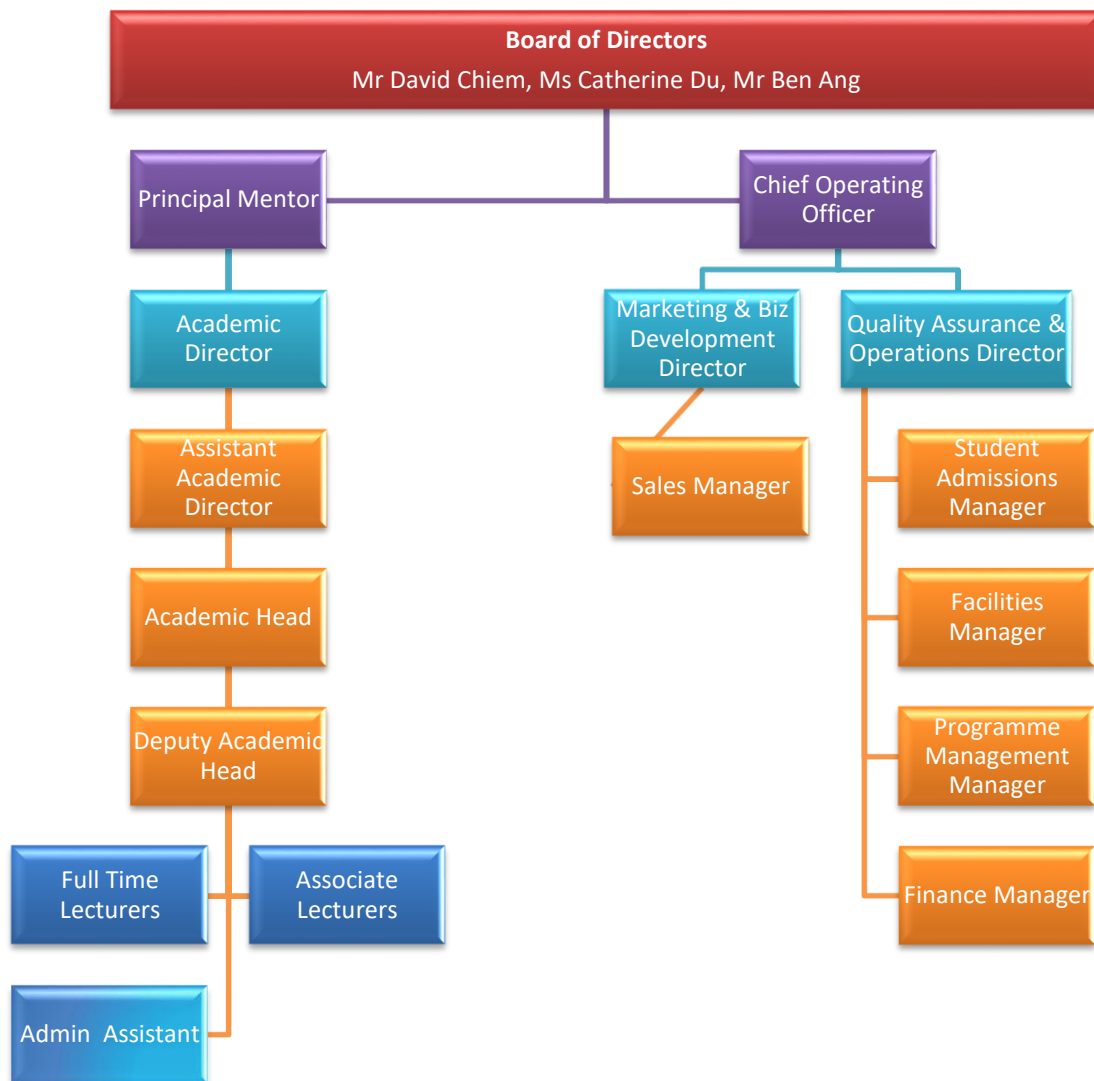 Board of Directors
Mr David Chiem, Ms Catherine Du, Mr Ben Ang
Principal Mentor
Chief Operating
Officer
Academic
Director
Marketing & Biz
Development
Director
Quality Assurance &
Operations Director
Assistant
Academic
Director
Sales Manager
Student
Admissions
Manager
Academic Head
Facilities
Manager
Deputy Academic
Head
Programme
Management
Manager
Full Time
Lecturers
Associate
Lecturers
Finance Manager
Admin Assistant